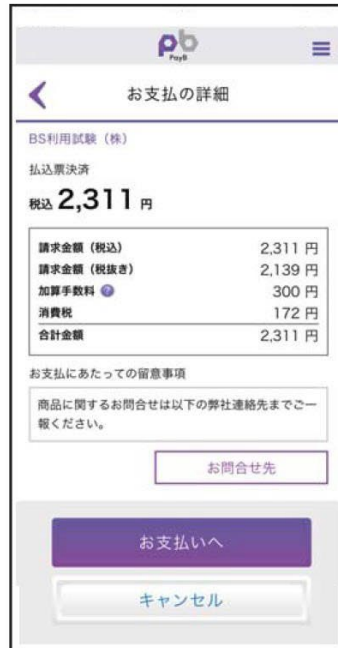 pb
PayB
お支払の詳細
BS利用試験（株）
払込票決済
税込 2,311 円
請求金額（税込） 2,311 円
請求金額（税抜き） 2,139 円
加算手数料 ? 300 円
消費税 172 円
合計金額 2,311 円
お支払にあたっての留意事項
商品に関するお問合せは以下の弊社連絡先までご一
報ください。
お問合せ先
お支払いへ
キャンセル